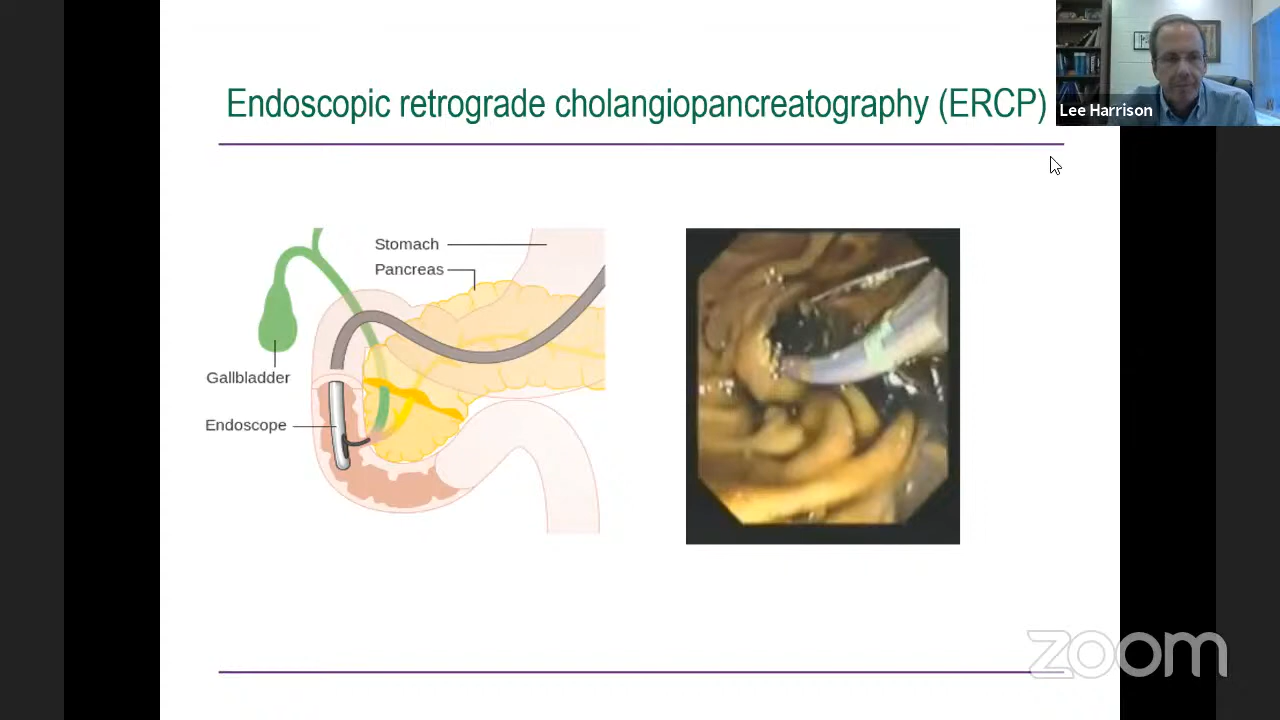 Endoscopic retrograde cholangiopancreatography (ERCP)
Lee Harrison
Stomach
Pancreas
Gallbladder
Endoscope
zoom